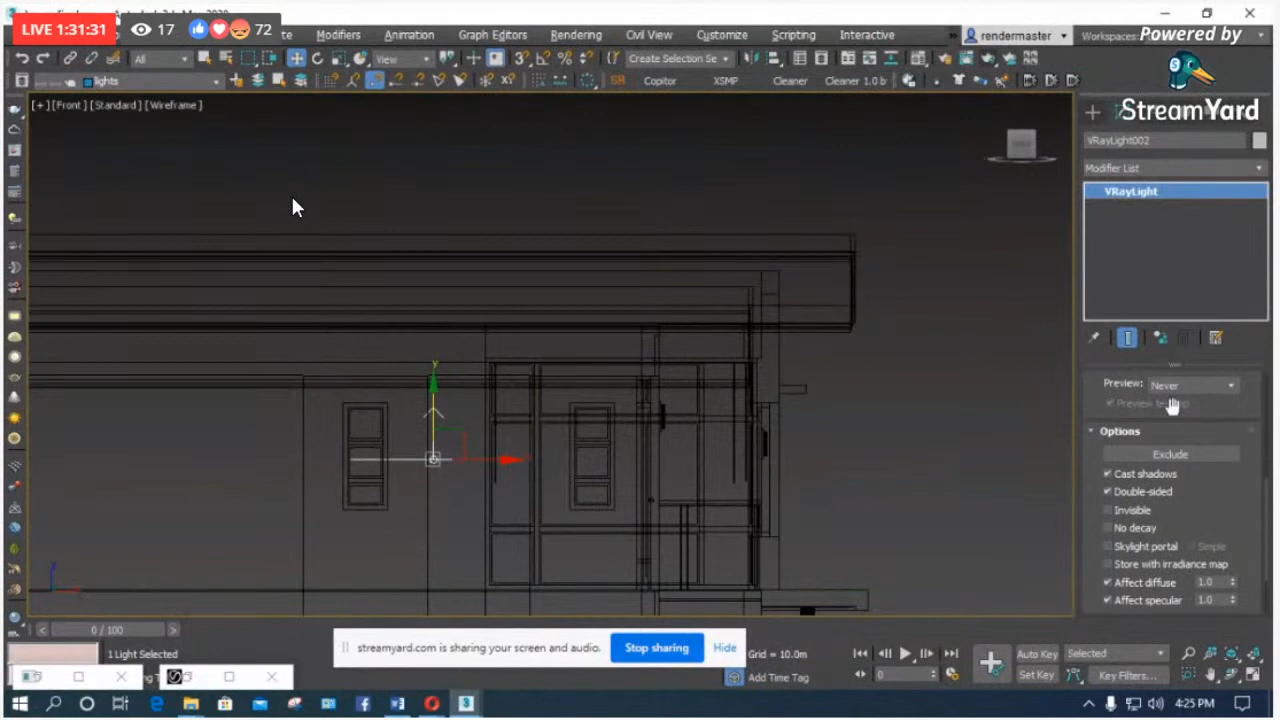 LIVE 1:31:31
17
72
Modifiers
Animation
Graph Editors
Rendering
Civil View
Customize
Scripting
Interactive
rendermaster
Workspaces:
Powered by
StreamYard
All
View
Create Selection Se
lights
Copitor
XSMP
Cleaner
Cleaner 1.0 b
[+] [Front ] [Standard ] [Wireframe ]
VRayLight002
Modifier List
VRayLight
Preview: Never
Options
Exclude
Cast shadows
Double-sided
Invisible
No decay
Skylight portal
Simple
Store with irradiance map
Affect diffuse 1.0
Affect specular 1.0
y
0 / 100
1 Light Selected
streamyard.com is sharing your screen and audio.
Stop sharing
Hide
Grid = 10.0m
Add Time Tag
Auto Key
Selected
Set Key
Key Filters...
0
4:25 PM